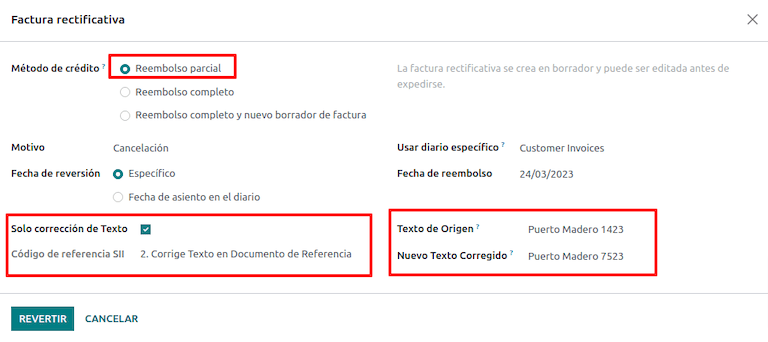 Factura rectificativa
Método de crédito ?
Reembolso parcial
Reembolso completo
Reembolso completo y nuevo borrador de factura
La factura rectificativa se crea en borrador y puede ser editada antes de
expedirse.
Motivo Cancelación
Usar diario específico ? Customer Invoices
Fecha de reversión Específico
Fecha de asiento en el diario
Fecha de reembolso 24/03/2023
Solo corrección de Texto
Código de referencia SII 2. Corrige Texto en Documento de Referencia
Texto de Origen ? Puerto Madero 1423
Nuevo Texto Corregido ? Puerto Madero 7523
REVERTIR CANCELAR